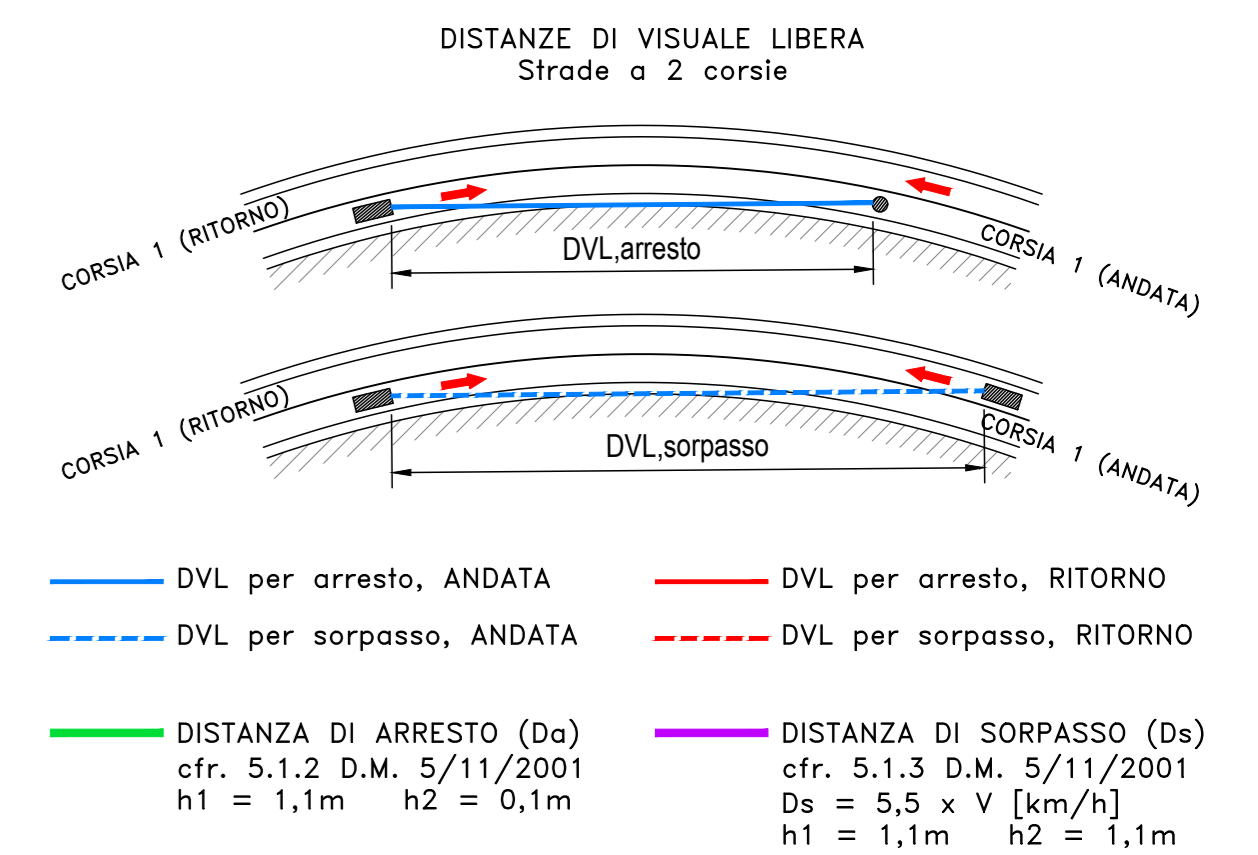 DISTANZE DI VISUALE LIBERA
Strade a 2 corsie
CORSIA 1 (RITORNO)
DVL,arresto
CORSIA 1 (ANDATA)
CORSIA 1 (RITORNO)
DVL,sorpasso
CORSIA 1 (ANDATA)
DVL per arresto, ANDATA
DVL per arresto, RITORNO
DVL per sorpasso, ANDATA
DVL per sorpasso, RITORNO
DISTANZA DI ARRESTO (Da)
cfr. 5.1.2 D.M. 5/11/2001
h1 = 1,1m h2 = 0,1m
DISTANZA DI SORPASSO (Ds)
cfr. 5.1.3 D.M. 5/11/2001
Ds = 5,5 x V [km/h]
h1 = 1,1m h2 = 1,1m